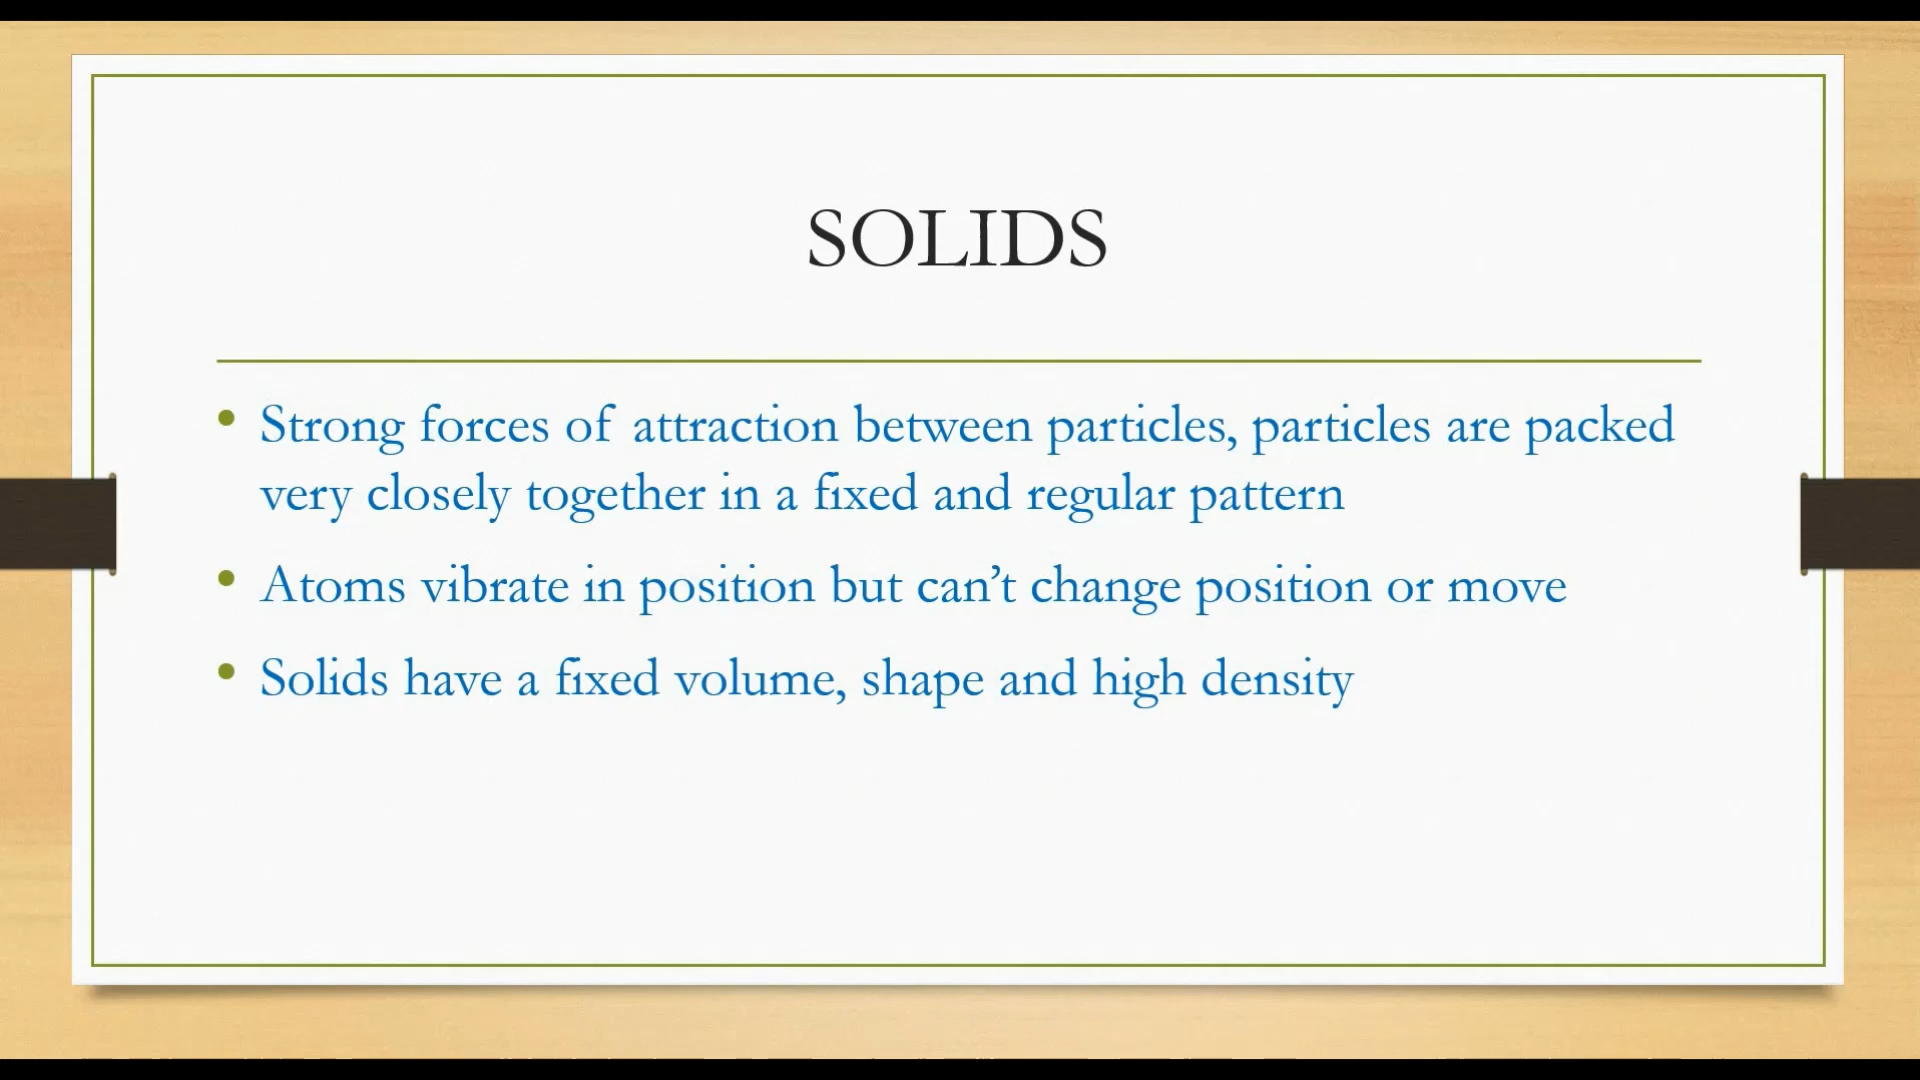 SOLIDS
• Strong forces of attraction between particles, particles are packed
very closely together in a fixed and regular pattern
• Atoms vibrate in position but can’t change position or move
• Solids have a fixed volume, shape and high density